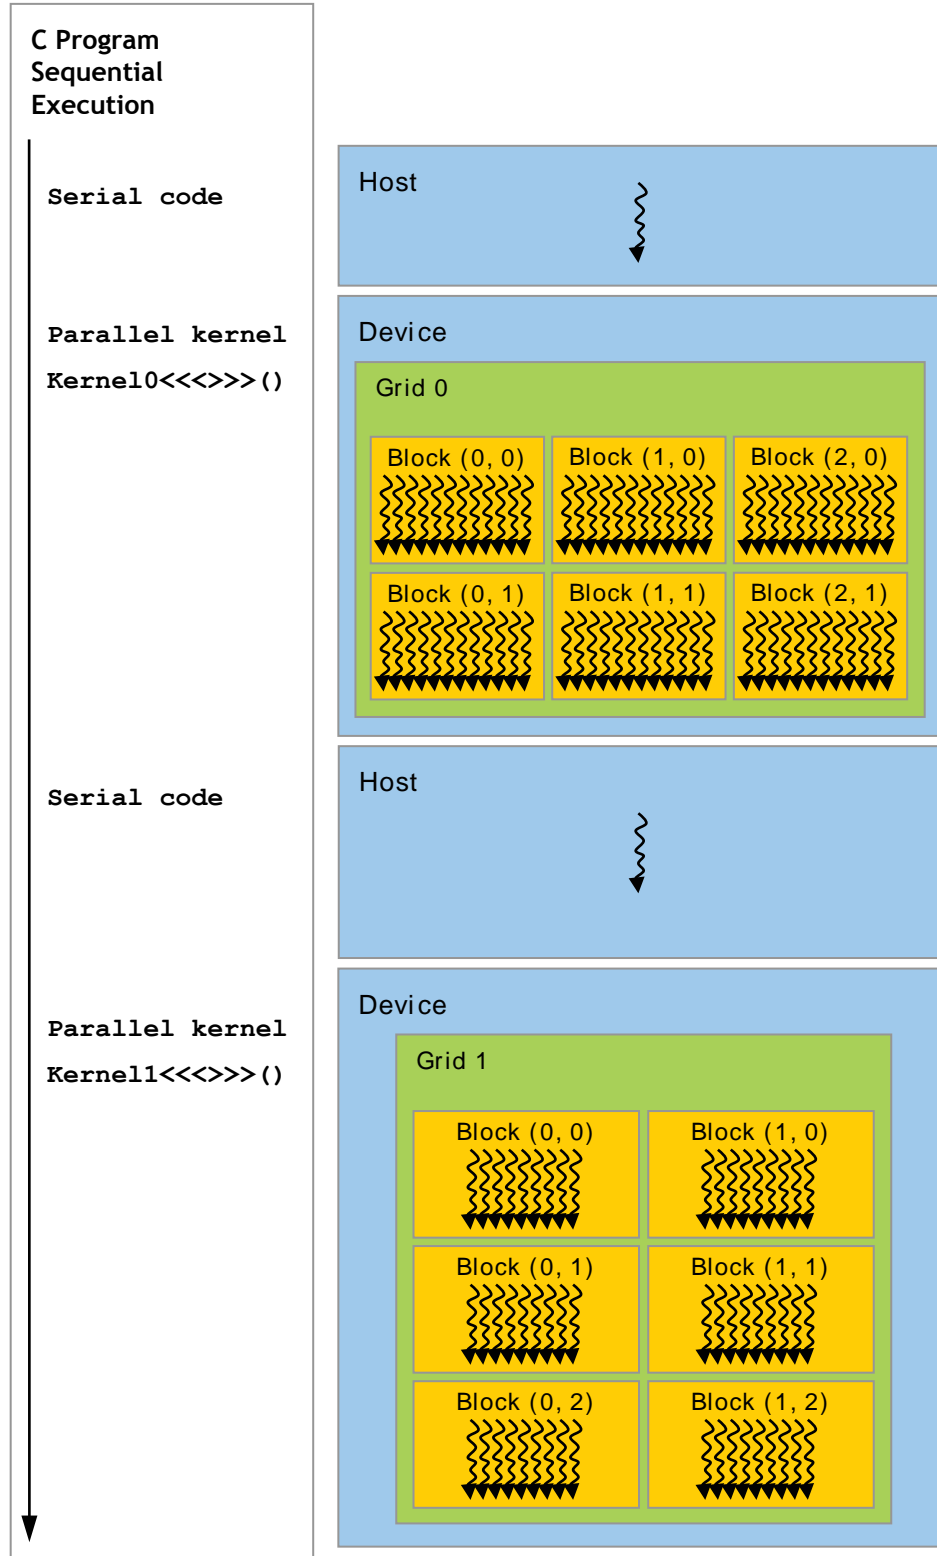 C Program
Sequential
Execution
Serial code
Host
Parallel kernel
Kernel0<<<>>>()
Device
Grid 0
Block (0, 0)
Block (1, 0)
Block (2, 0)
Block (0, 1)
Block (1, 1)
Block (2, 1)
Serial code
Host
Parallel kernel
Kernel1<<<>>>()
Device
Grid 1
Block (0, 0)
Block (1, 0)
Block (0, 1)
Block (1, 1)
Block (0, 2)
Block (1, 2)